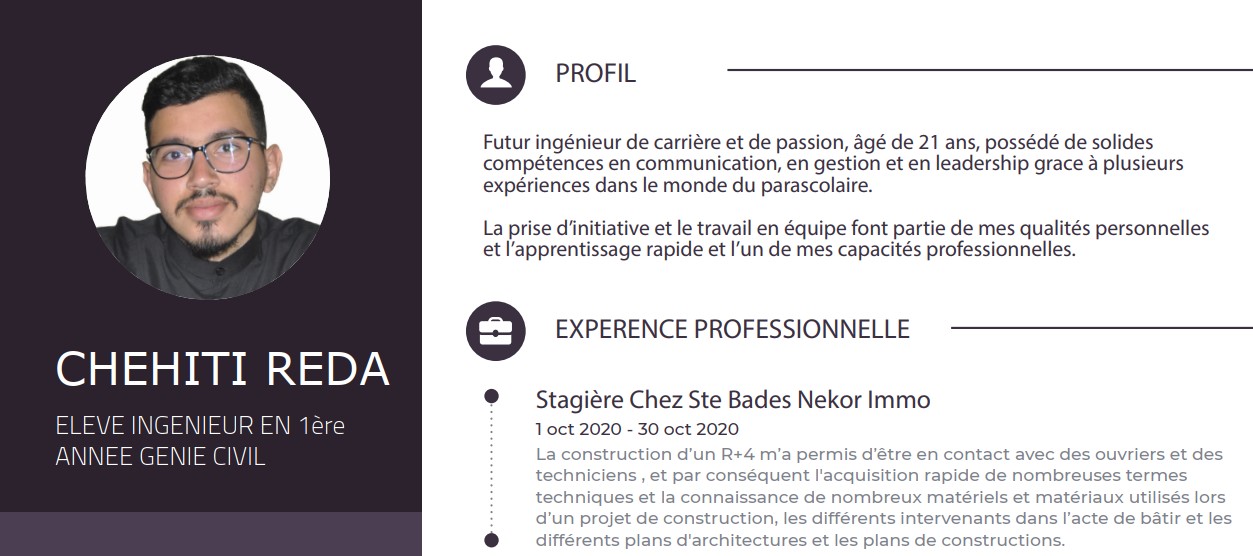 CHEHITI REDA
ELEVE INGENIEUR EN 1ère
ANNEE GENIE CIVIL
PROFIL
Futur ingénieur de carrière et de passion, âgé de 21 ans, possédé de solides
compétences en communication, en gestion et en leadership grace à plusieurs
expériences dans le monde du parascolaire.
La prise d’initiative et le travail en équipe font partie de mes qualités personnelles
et l’apprentissage rapide et l’un de mes capacités professionnelles.
EXPERENCE PROFESSIONNELLE
Stagière Chez Ste Bades Nekor Immo
1 oct 2020 - 30 oct 2020
La construction d’un R+4 m’a permis d’être en contact avec des ouvriers et des
techniciens , et par conséquent l'acquisition rapide de nombreuses termes
techniques et la connaissance de nombreux matériels et matériaux utilisés lors
d’un projet de construction, les différents intervenants dans l’acte de bâtir et les
différents plans d'architectures et les plans de constructions.